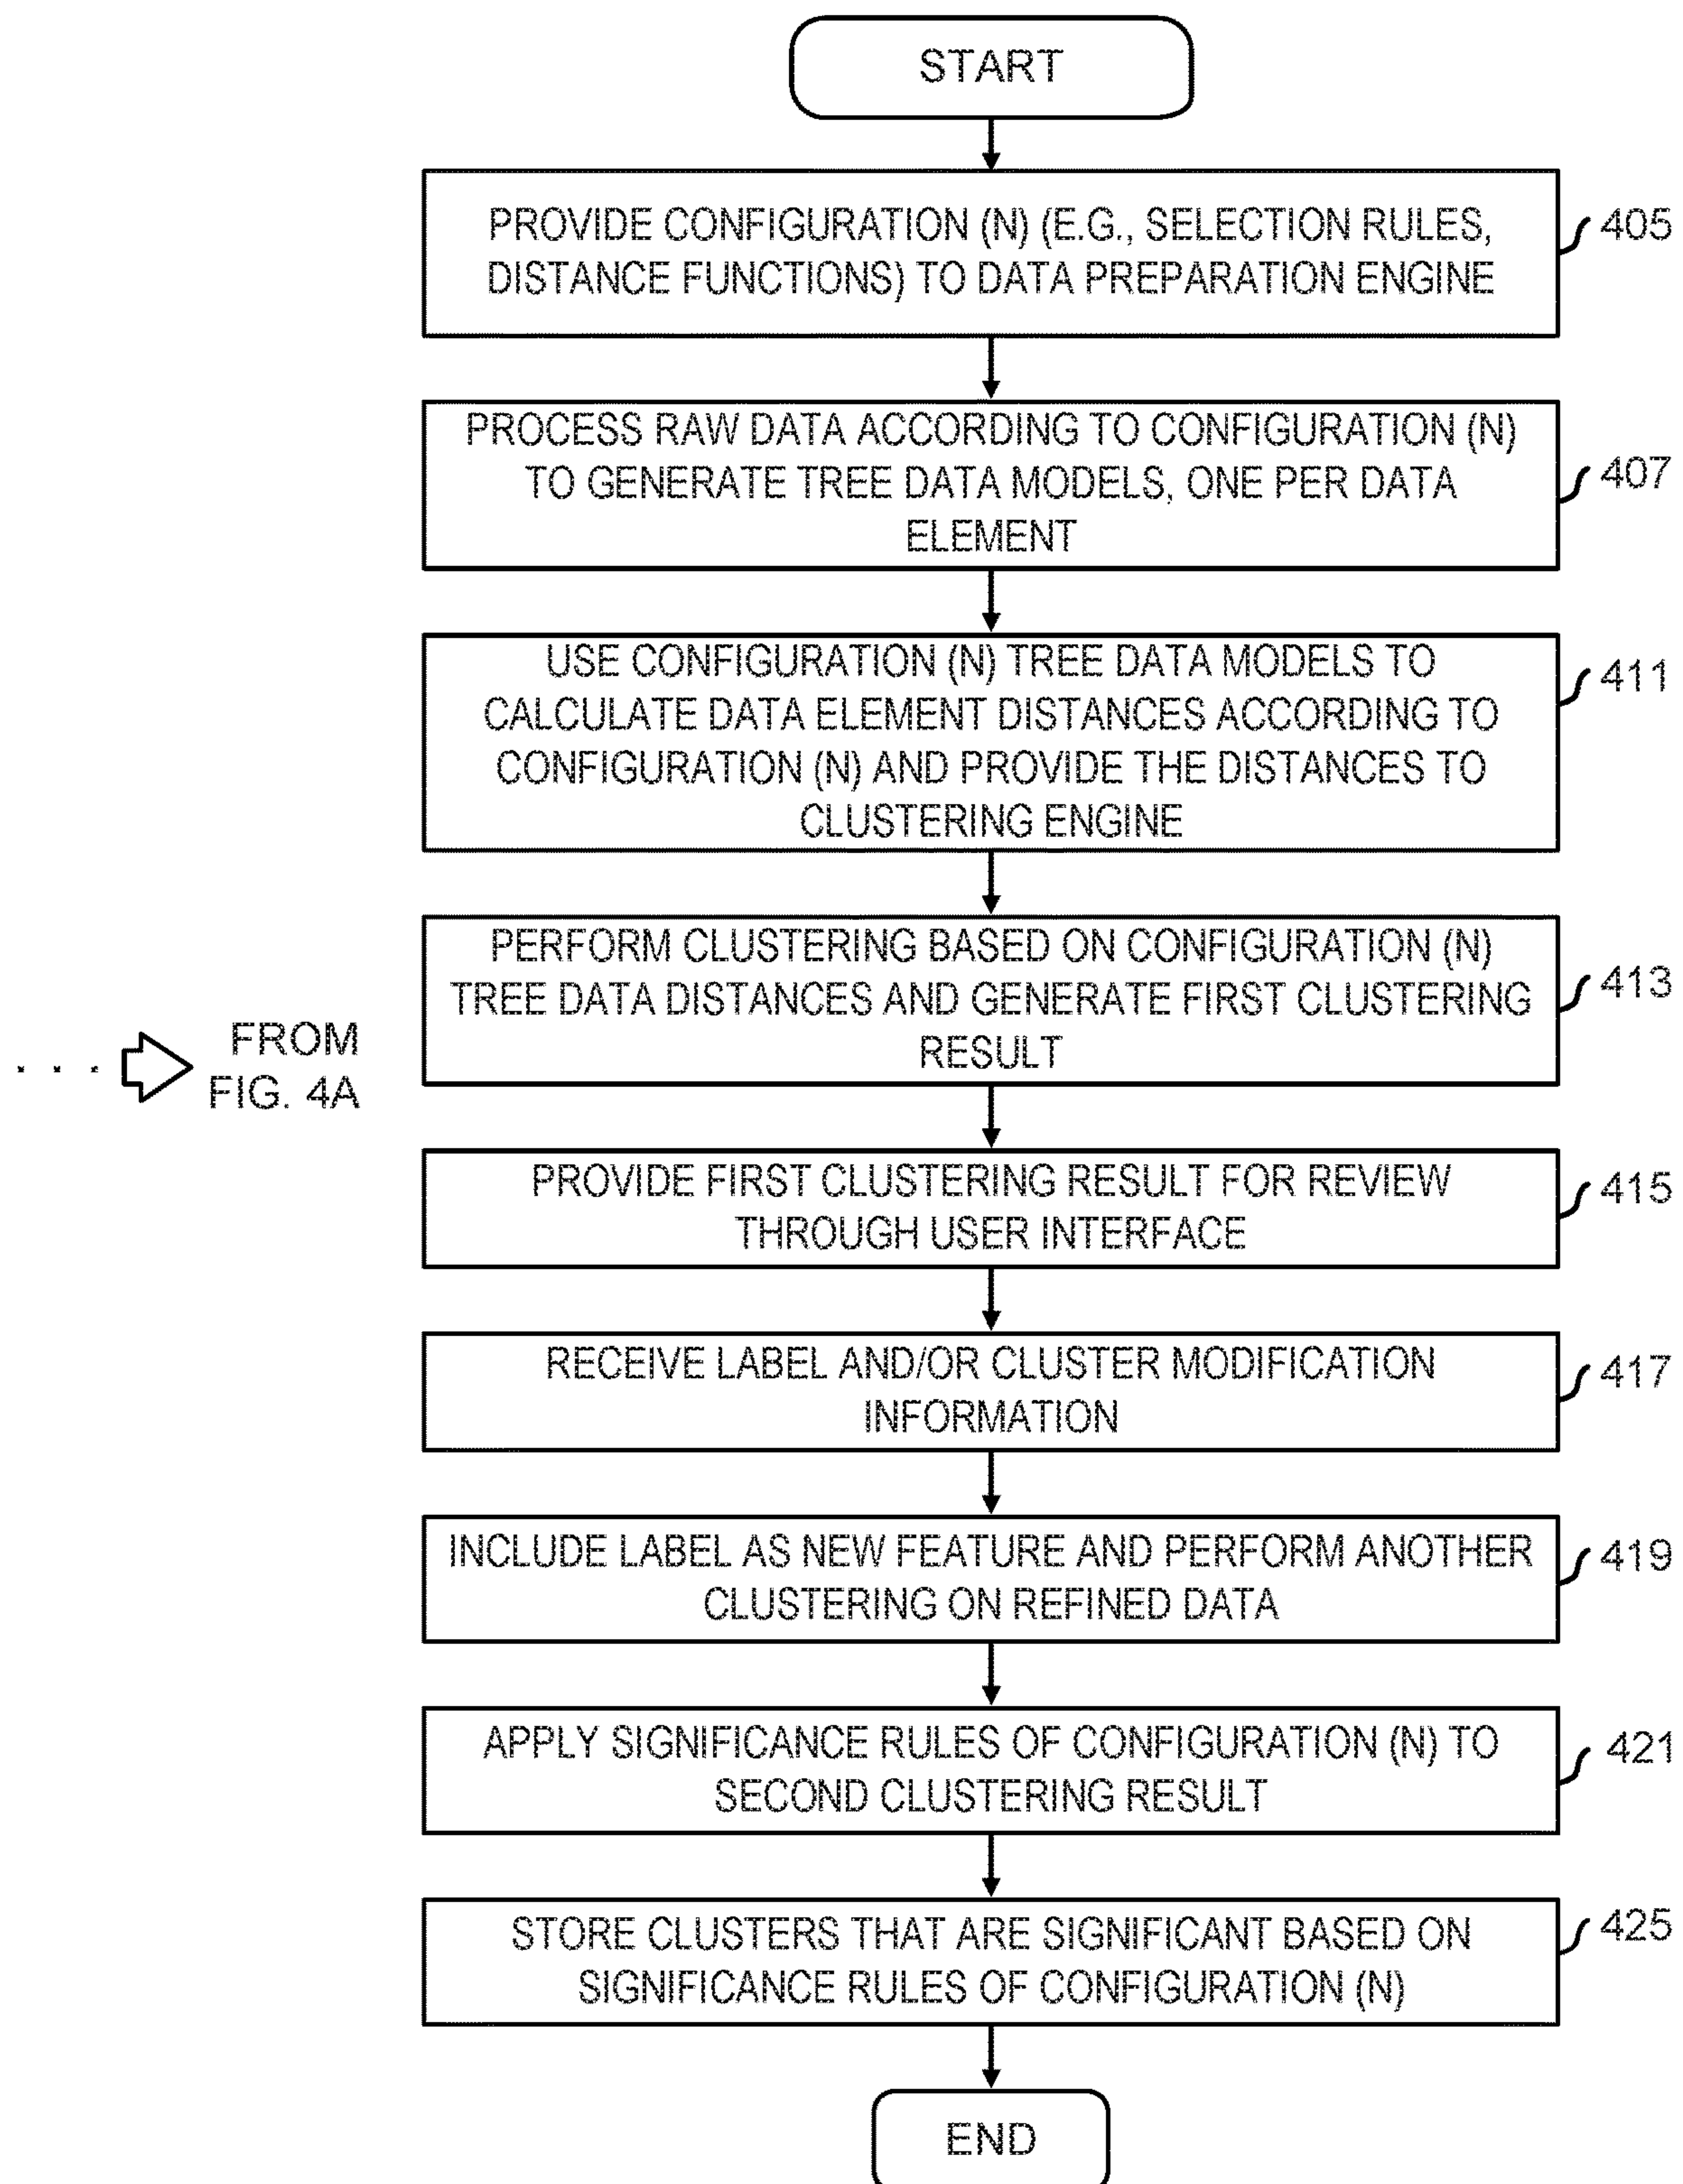 START
PROVIDE CONFIGURATION (N) (E.G., SELECTION RULES,
DISTANCE FUNCTIONS) TO DATA PREPARATION ENGINE
405
PROCESS RAW DATA ACCORDING TO CONFIGURATION (N)
TO GENERATE TREE DATA MODELS, ONE PER DATA
ELEMENT
407
USE CONFIGURATION (N) TREE DATA MODELS TO
CALCULATE DATA ELEMENT DISTANCES ACCORDING TO
CONFIGURATION (N) AND PROVIDE THE DISTANCES TO
CLUSTERING ENGINE
411
PERFORM CLUSTERING BASED ON CONFIGURATION (N)
TREE DATA DISTANCES AND GENERATE FIRST CLUSTERING
RESULT
413
. . .
FROM
FIG. 4A
PROVIDE FIRST CLUSTERING RESULT FOR REVIEW
THROUGH USER INTERFACE
415
RECEIVE LABEL AND/OR CLUSTER MODIFICATION
INFORMATION
417
INCLUDE LABEL AS NEW FEATURE AND PERFORM ANOTHER
CLUSTERING ON REFINED DATA
419
APPLY SIGNIFICANCE RULES OF CONFIGURATION (N) TO
SECOND CLUSTERING RESULT
421
STORE CLUSTERS THAT ARE SIGNIFICANT BASED ON
SIGNIFICANCE RULES OF CONFIGURATION (N)
425
END